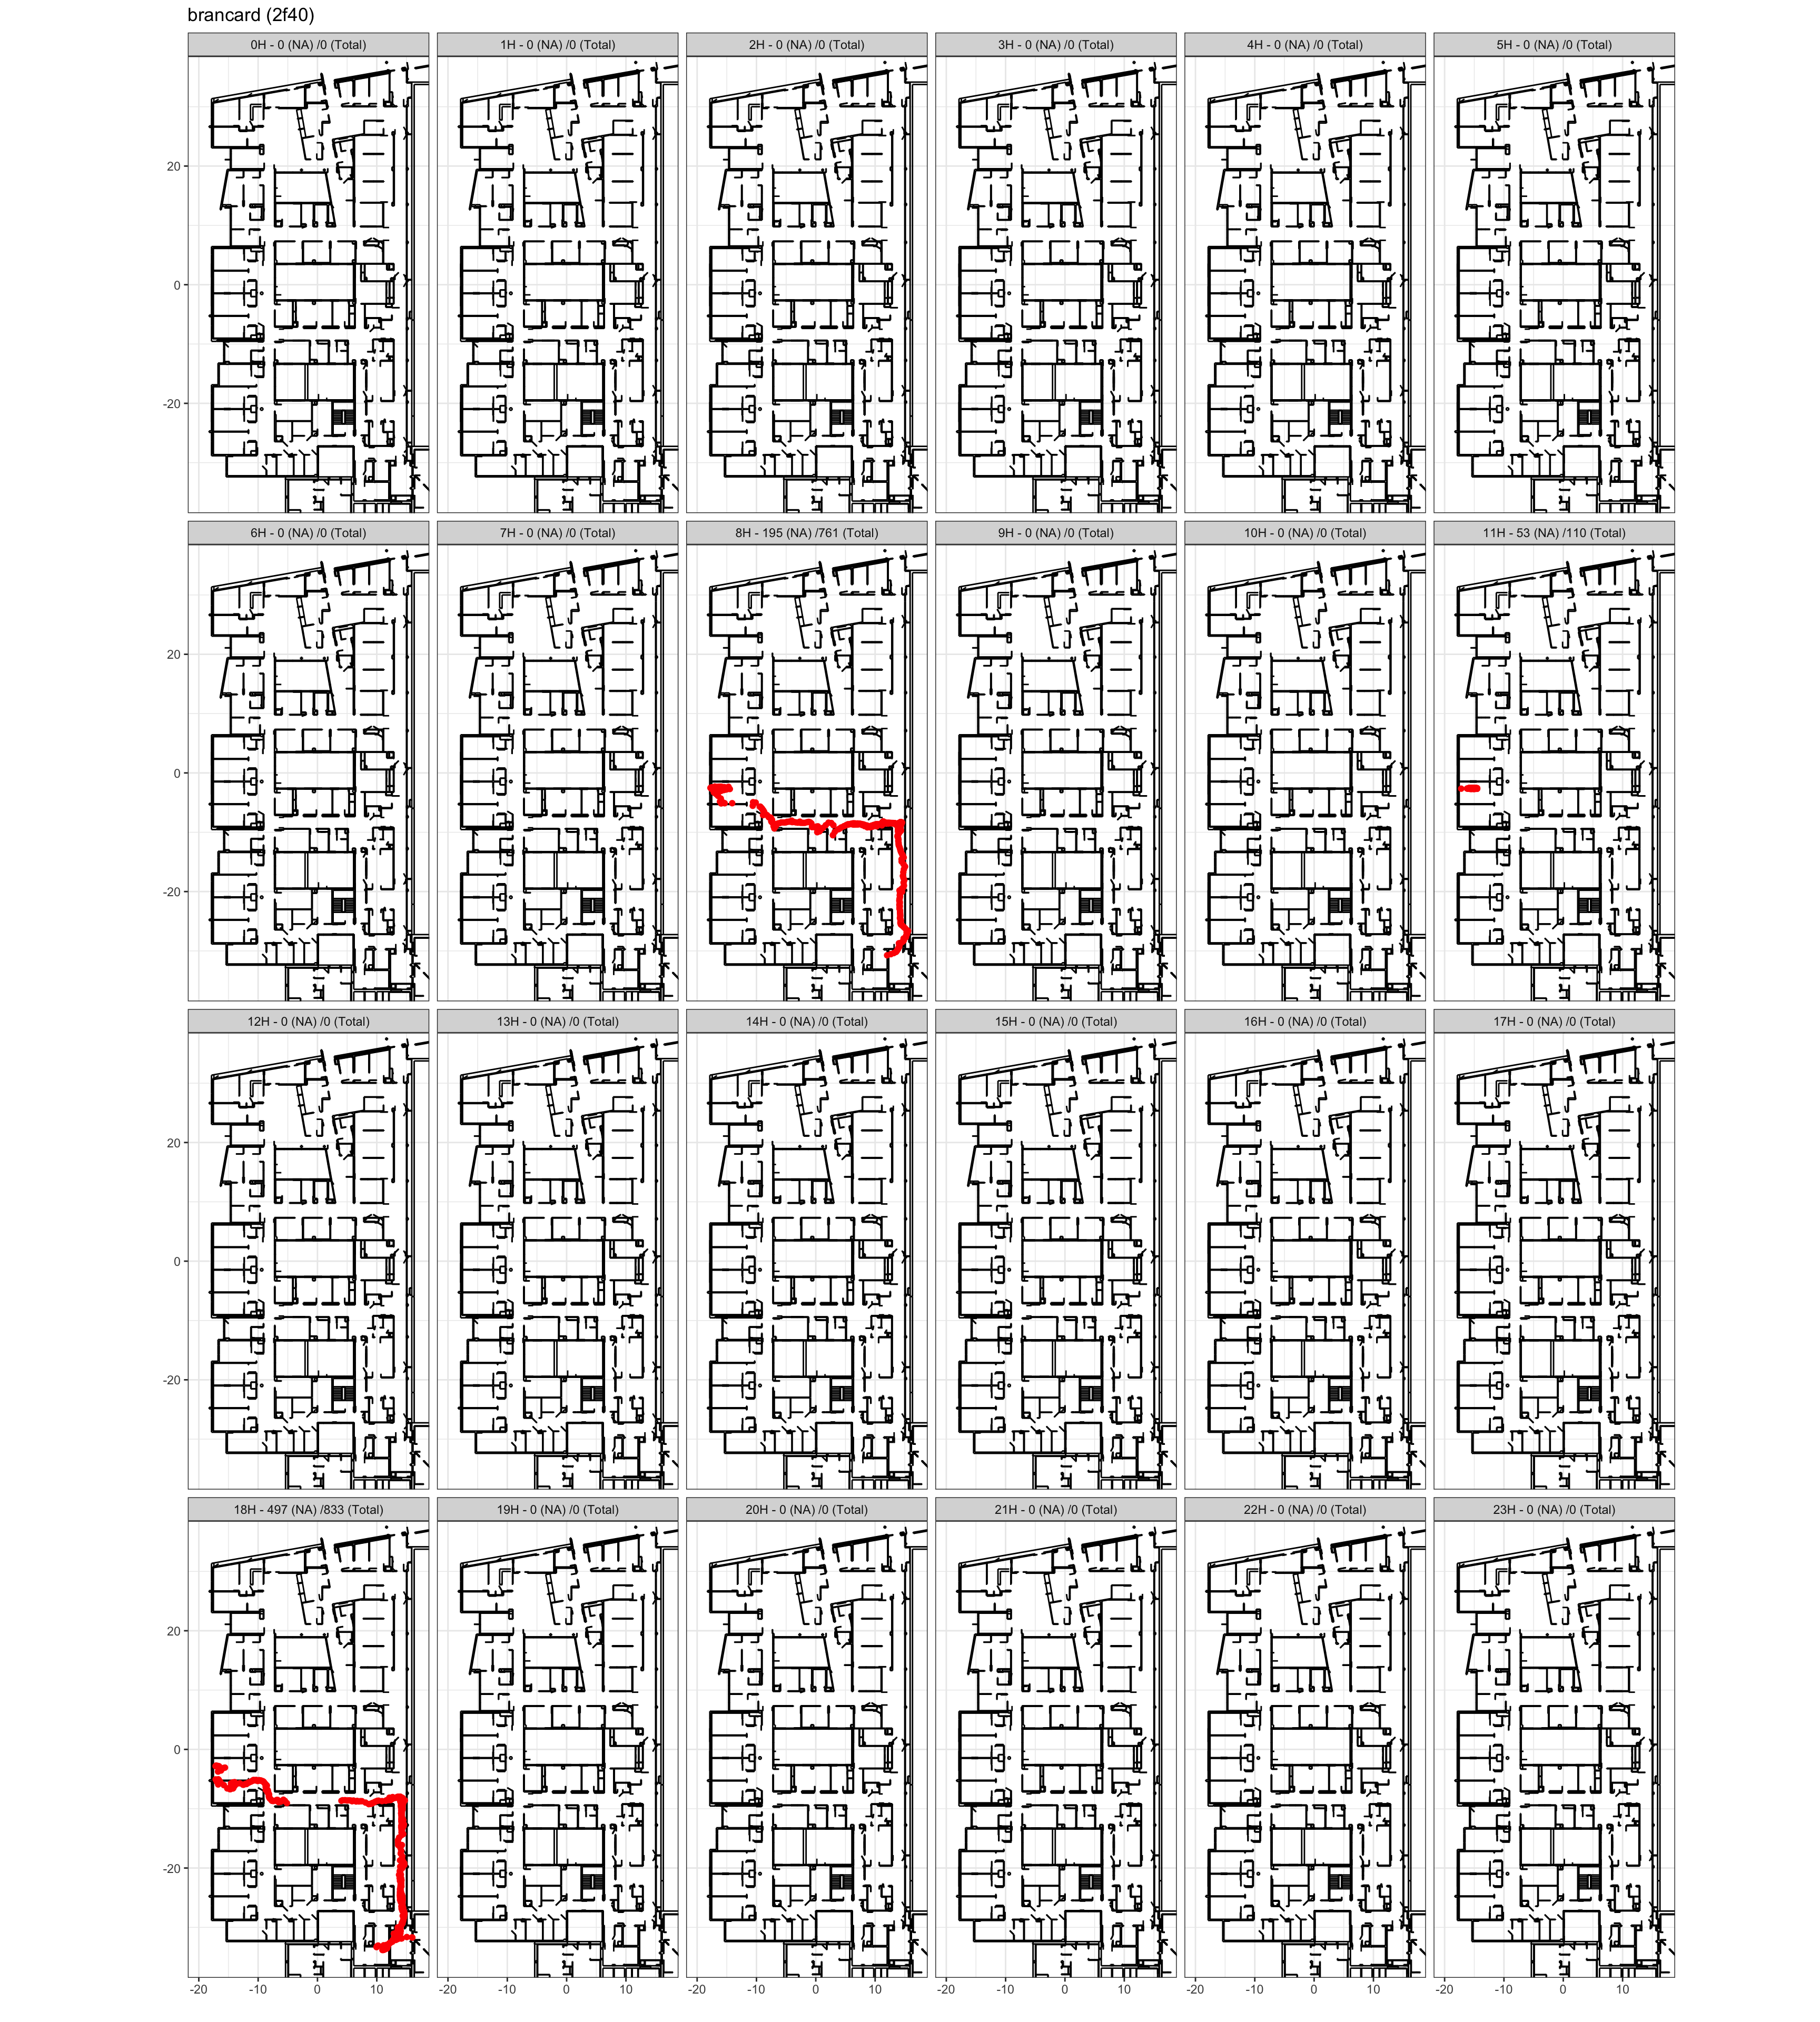 brancard (2f40)
0H - 0 (NA) /0 (Total) 1H - 0 (NA) /0 (Total) 2H - 0 (NA) /0 (Total) 3H - 0 (NA) /0 (Total) 4H - 0 (NA) /0 (Total) 5H - 0 (NA) /0 (Total)
20
0
-20
6H - 0 (NA) /0 (Total) 7H - 0 (NA) /0 (Total) 8H - 195 (NA) /761 (Total) 9H - 0 (NA) /0 (Total) 10H - 0 (NA) /0 (Total) 11H - 53 (NA) /110 (Total)
20
0
-20
12H - 0 (NA) /0 (Total) 13H - 0 (NA) /0 (Total) 14H - 0 (NA) /0 (Total) 15H - 0 (NA) /0 (Total) 16H - 0 (NA) /0 (Total) 17H - 0 (NA) /0 (Total)
20
0
-20
18H - 497 (NA) /833 (Total) 19H - 0 (NA) /0 (Total) 20H - 0 (NA) /0 (Total) 21H - 0 (NA) /0 (Total) 22H - 0 (NA) /0 (Total) 23H - 0 (NA) /0 (Total)
20
0
-20
-20 -10 0 10 -20 -10 0 10 -20 -10 0 10 -20 -10 0 10 -20 -10 0 10 -20 -10 0 10